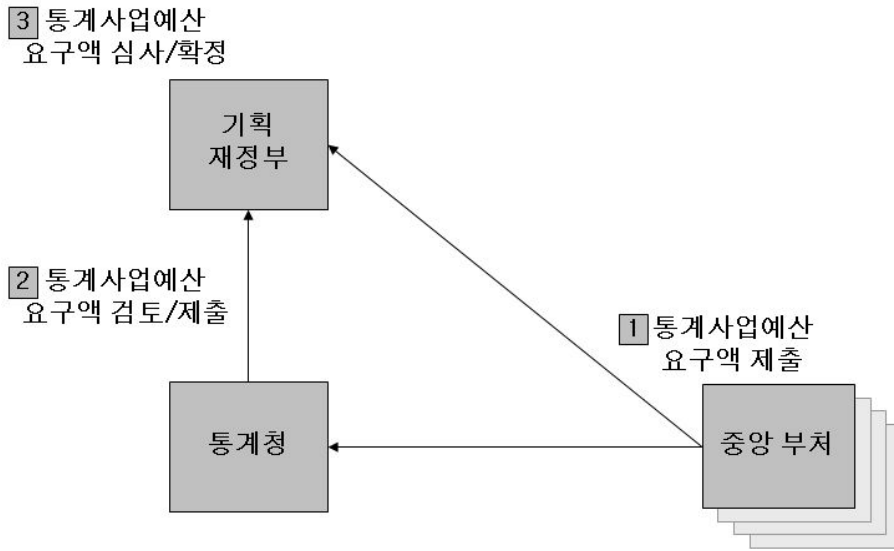 3 통계사업예산
요구액 심사/확정
기획
재정부
2 통계사업예산
요구액 검토/제출
1 통계사업예산
요구액 제출
통계청
중앙 부처